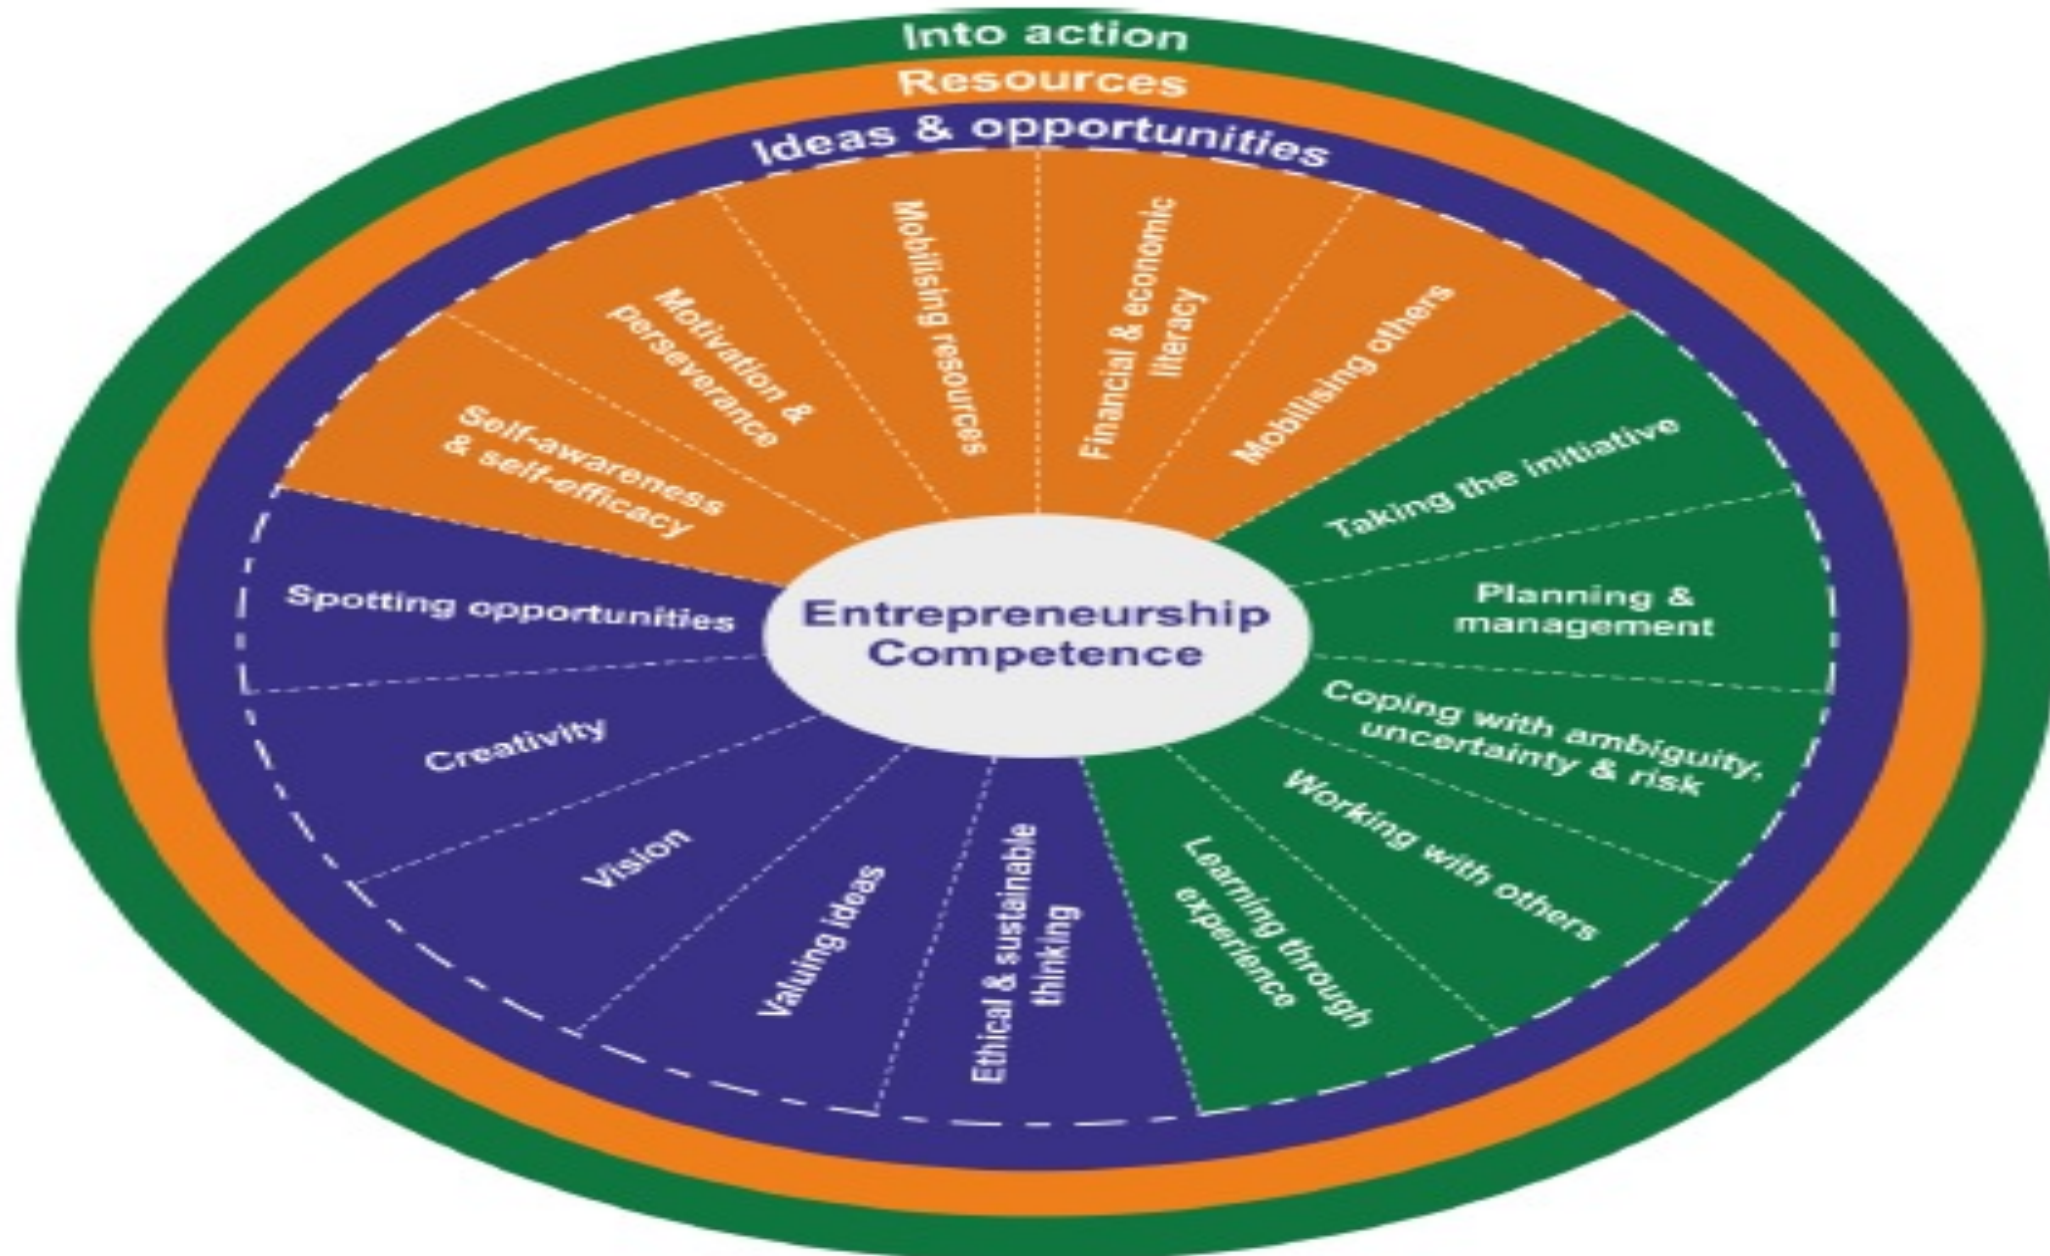 Into action
Resources
Ideas & opportunities
Mobilising resources
Financial & economic
literacy
Mobilising others
Taking the initiative
Planning &
management
Coping with ambiguity,
uncertainty & risk
Working with others
Learning through
experience
Ethical & sustainable
thinking
Valuing ideas
Vision
Creativity
Spotting opportunities
Self-awareness
& self-efficacy
Motivation &
perseverance
Entrepreneurship
Competence